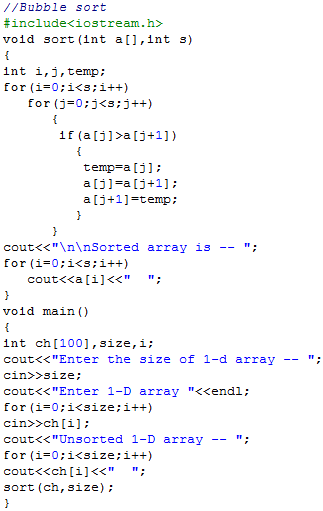 //Bubble sort
#include<iostream.h>
void sort(int a[],int s)
{
int i,j,temp;
for(i=0;i<s;i++)
   for(j=0;j<s;j++)
      {
       if(a[j]>a[j+1])
         {
          temp=a[j];
          a[j]=a[j+1];
          a[j+1]=temp;
         }
      }
cout<<"\n\nSorted array is -- ";
for(i=0;i<s;i++)
   cout<<a[i]<<"  ";
}
void main()
{
int ch[100],size,i;
cout<<"Enter the size of 1-d array -- ";
cin>>size;
cout<<"Enter 1-D array "<<endl;
for(i=0;i<size;i++)
cin>>ch[i];
cout<<"Unsorted 1-D array -- ";
for(i=0;i<size;i++)
cout<<ch[i]<<"  ";
sort(ch,size);
}